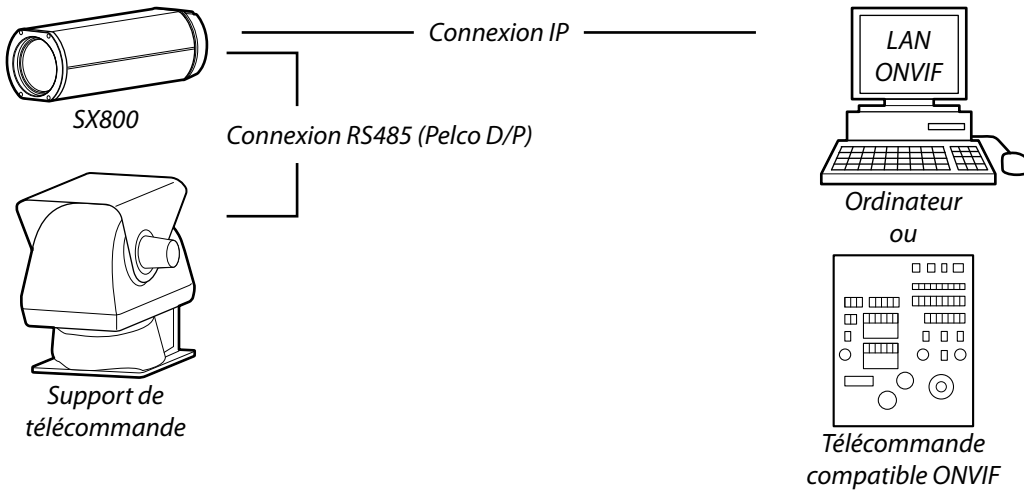 Connexion IP
LAN
ONVIF
SX800
Connexion RS485 (Pelco D/P)
Ordinateur
ou
Support de
télécommande
Télécommande
compatible ONVIF